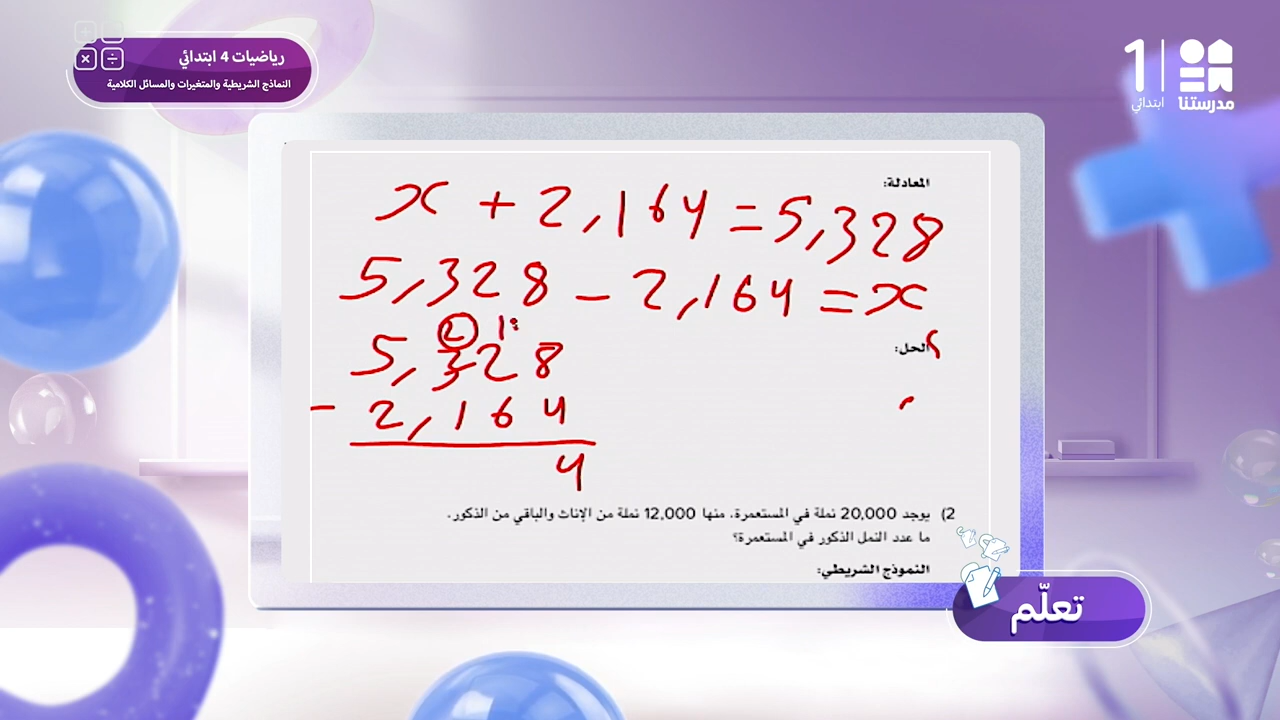 رياضيات 4 ابتدائي
النماذج الشريطية والمتغيرات والمسائل الكلامية
1 ابتدائي
مدرستنا
المعادلة:
x + 2,164 = 5,328
5,328 – 2,164 = x
2 1
الحل:
5,328
– 2,164
4
2) يوجد 20,000 نملة في المستعمرة. منها 12,000 نملة من الإناث والباقي من الذكور.
ما عدد النمل الذكور في المستعمرة؟
النموذج الشريطي:
تعلّم